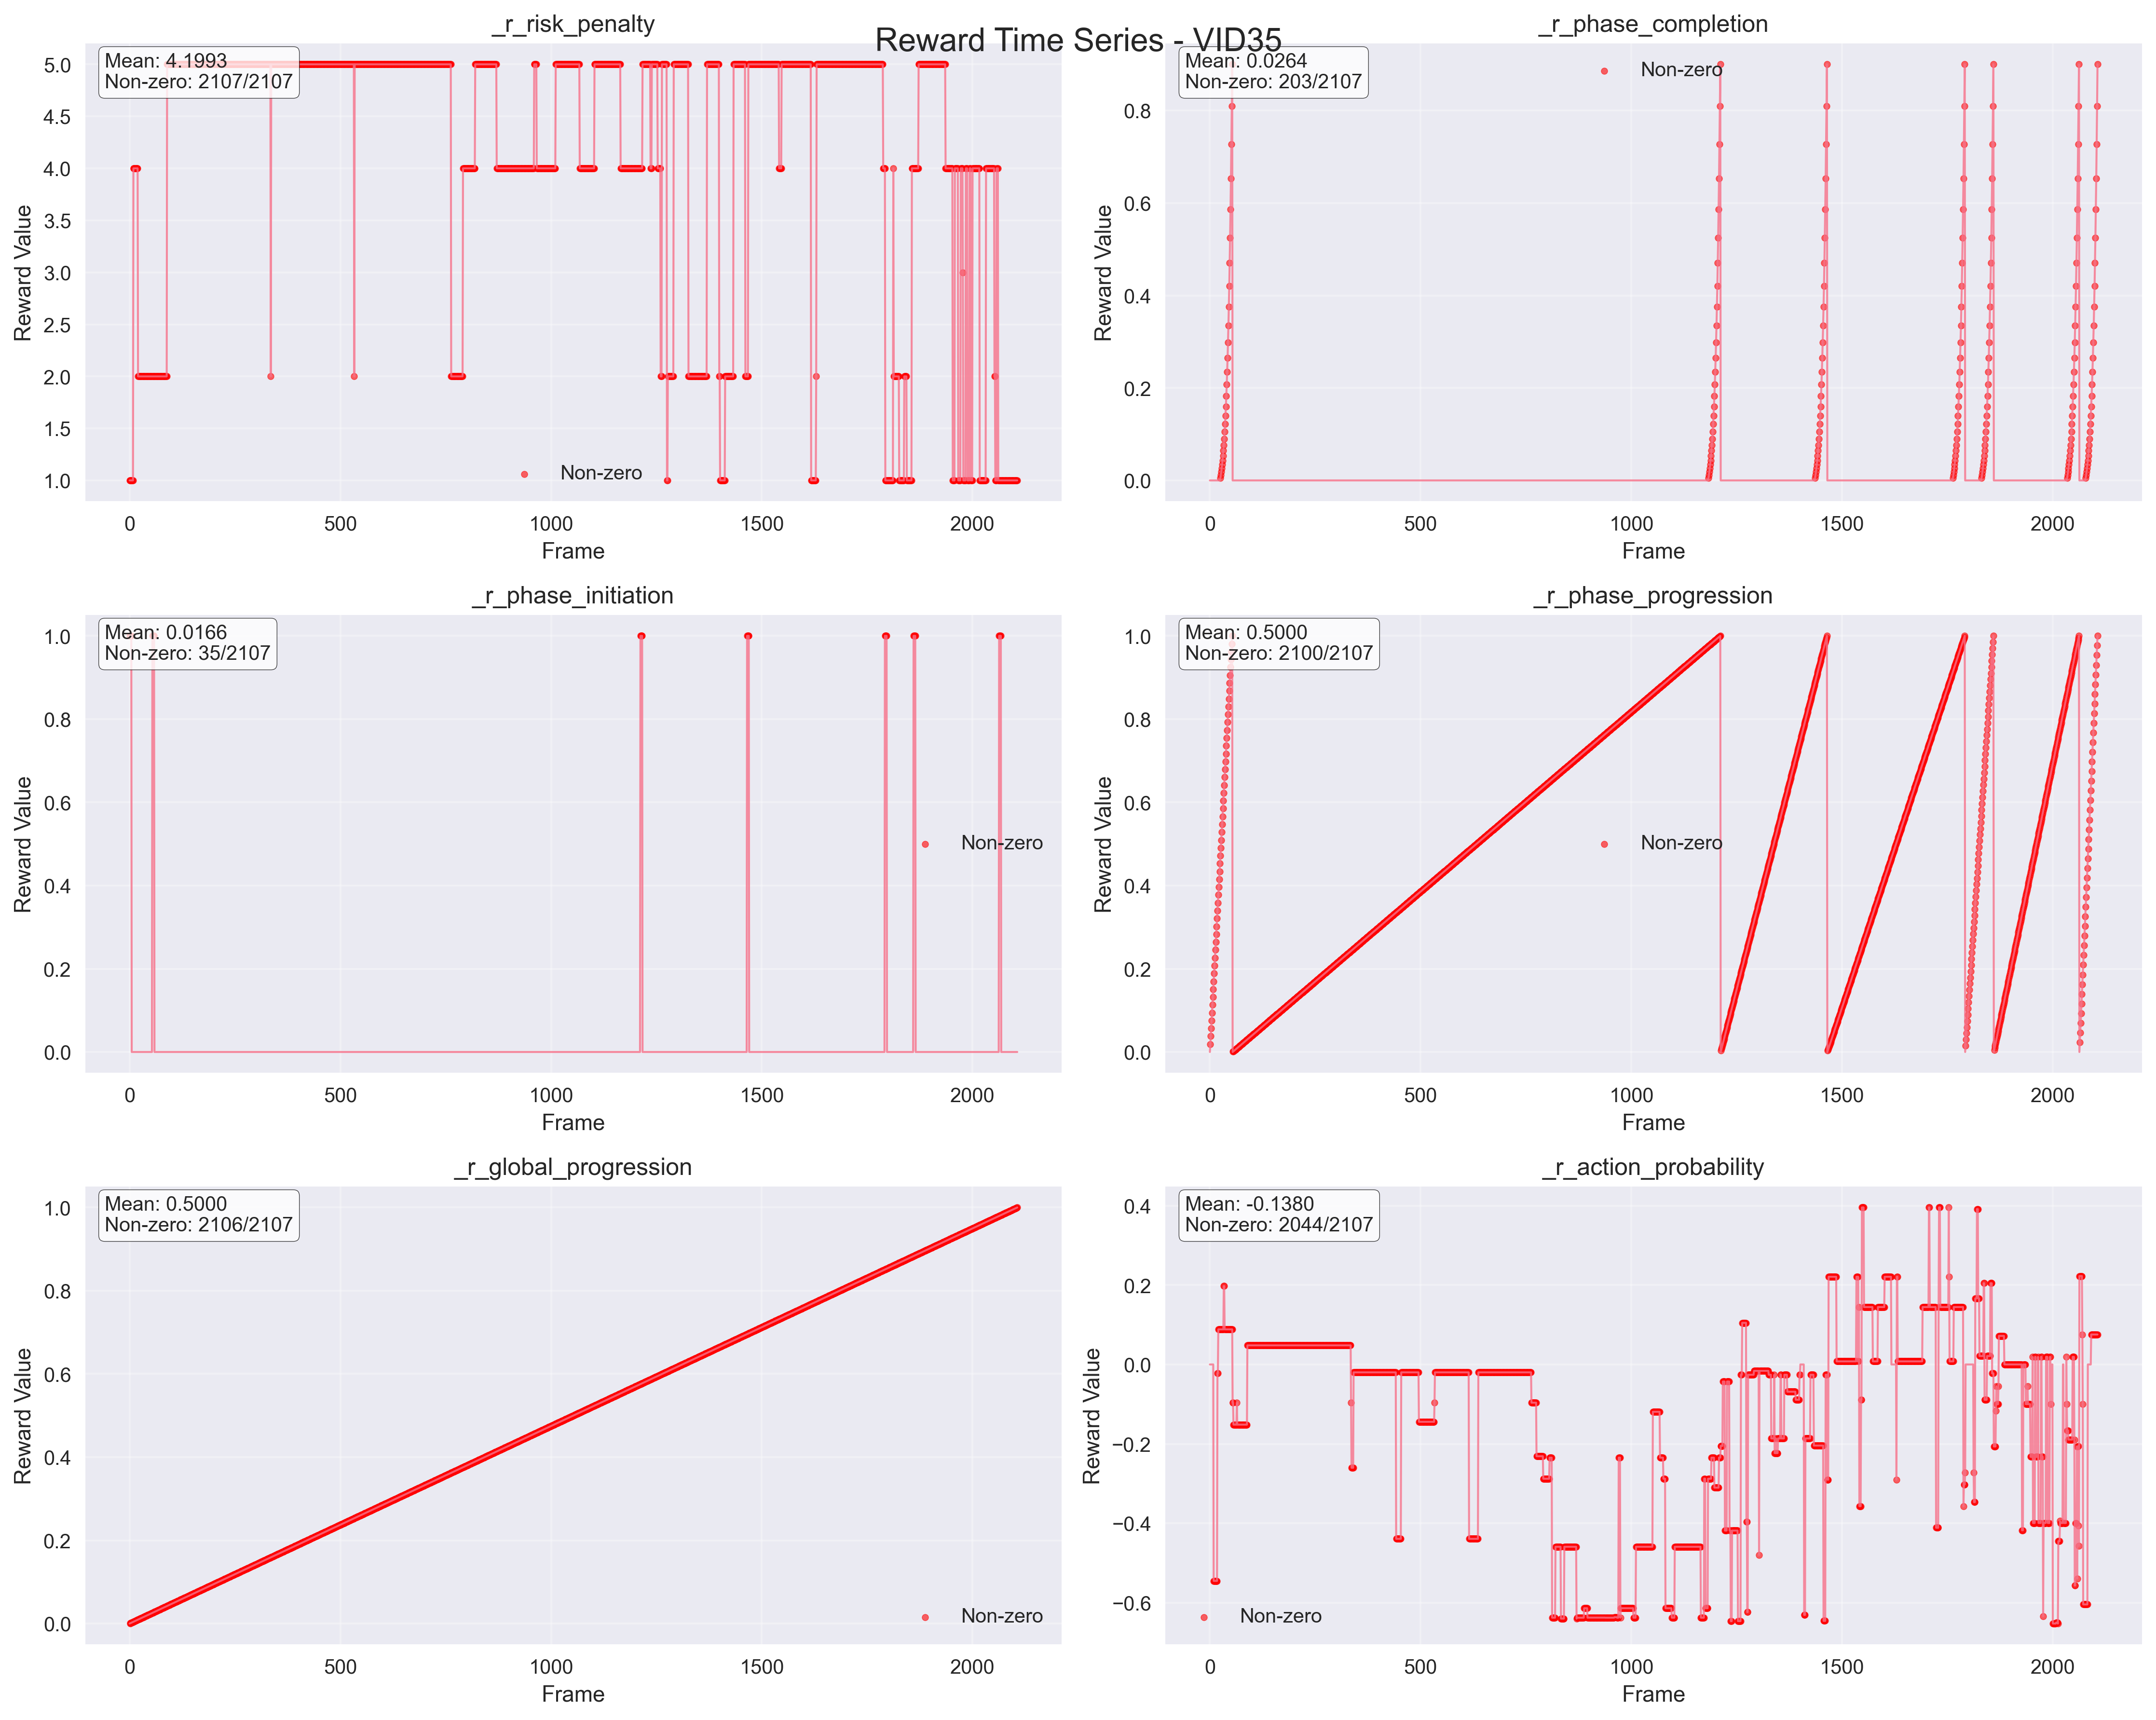 Reward Time Series - VID35
_r_risk_penalty
Mean: 4.1993
Non-zero: 2107/2107
5.0
4.5
4.0
3.5
3.0
2.5
2.0
1.5
1.0
Reward Value
Non-zero
0 500 1000 1500 2000
Frame
_r_phase_completion
Mean: 0.0264
Non-zero: 203/2107
Non-zero
0.8
0.6
0.4
0.2
0.0
Reward Value
0 500 1000 1500 2000
Frame
_r_phase_initiation
Mean: 0.0166
Non-zero: 35/2107
1.0
0.8
0.6
0.4
0.2
0.0
Reward Value
Non-zero
0 500 1000 1500 2000
Frame
_r_phase_progression
Mean: 0.5000
Non-zero: 2100/2107
1.0
0.8
0.6
0.4
0.2
0.0
Reward Value
Non-zero
0 500 1000 1500 2000
Frame
_r_global_progression
Mean: 0.5000
Non-zero: 2106/2107
1.0
0.8
0.6
0.4
0.2
0.0
Reward Value
Non-zero
0 500 1000 1500 2000
Frame
_r_action_probability
Mean: -0.1380
Non-zero: 2044/2107
0.4
0.2
0.0
−0.2
−0.4
−0.6
Reward Value
Non-zero
0 500 1000 1500 2000
Frame